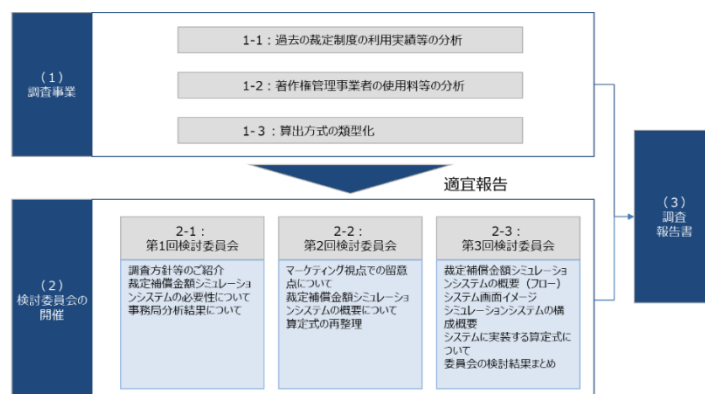 （１）
調査事業
1-1：過去の裁定制度の利用実績等の分析
1-2：著作権管理事業者の使用料等の分析
1-3：算出方式の類型化
適宜報告
（２）
検討委員会の
開催
2-1：
第1回検討委員会
調査方針等のご紹介
裁定補償金額シミュレーショ
ンシステムの必要性について
事務局分析結果について
2-2：
第2回検討委員会
マーケティング視点での留意
点について
裁定補償金額シミュレーショ
ンシステムの概要について
算定式の再整理
2-3：
第3回検討委員会
裁定補償金額シミュレーショ
ンシステムの概要（フロー）
システム画面イメージ
シミュレーションシステムの構
成概要
システムに実装する算定式に
ついて
委員会の検討結果まとめ
（３）
調査
報告書